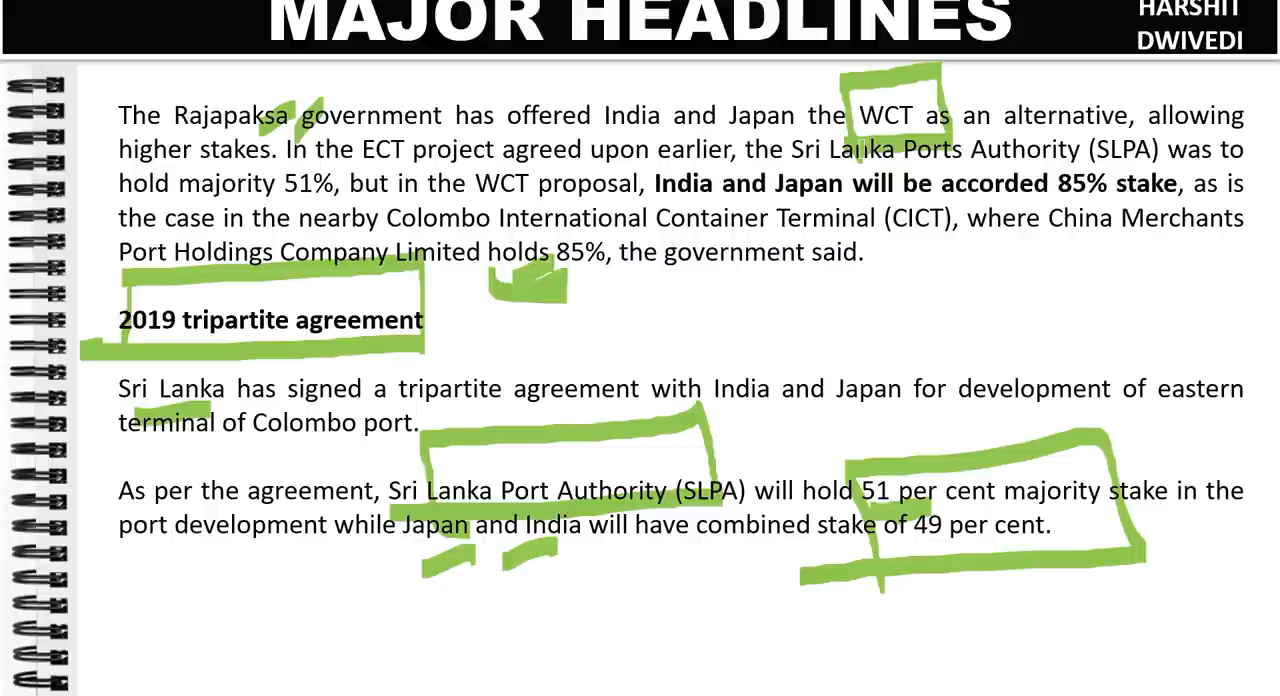 MAJOR HEADLINES
HARSHIT
DWIVEDI
The Rajapaksa government has offered India and Japan the WCT as an alternative, allowing
higher stakes. In the ECT project agreed upon earlier, the Sri Lanka Ports Authority (SLPA) was to
hold majority 51%, but in the WCT proposal, India and Japan will be accorded 85% stake, as is
the case in the nearby Colombo International Container Terminal (CICT), where China Merchants
Port Holdings Company Limited holds 85%, the government said.
2019 tripartite agreement
Sri Lanka has signed a tripartite agreement with India and Japan for development of eastern
terminal of Colombo port.
As per the agreement, Sri Lanka Port Authority (SLPA) will hold 51 per cent majority stake in the
port development while Japan and India will have combined stake of 49 per cent.